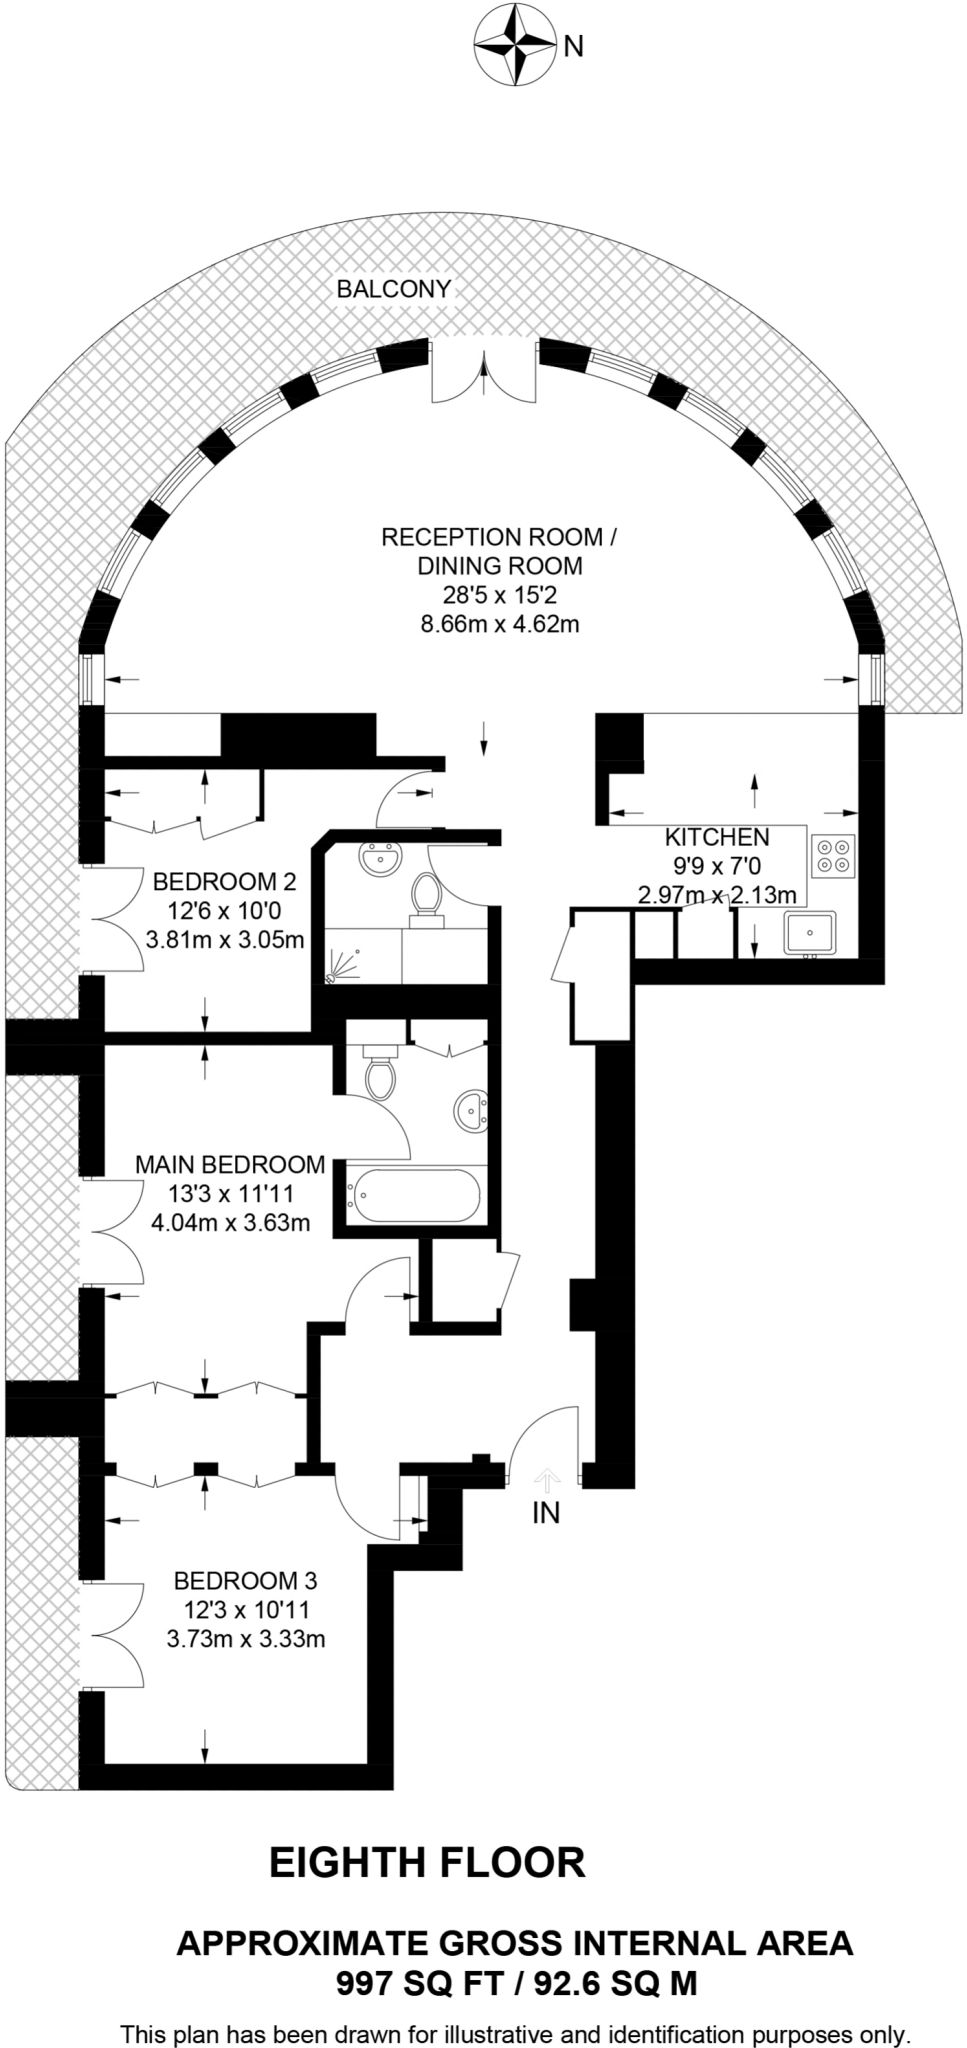 N
BALCONY
RECEPTION ROOM /
DINING ROOM
28'5 x 15'2
8.66m x 4.62m
KITCHEN
9'9 x 7'0
2.97m x 2.13m
BEDROOM 2
12'6 x 10'0
3.81m x 3.05m
MAIN BEDROOM
13'3 x 11'11
4.04m x 3.63m
IN
BEDROOM 3
12'3 x 10'11
3.73m x 3.33m
EIGHTH FLOOR
APPROXIMATE GROSS INTERNAL AREA
997 SQ FT / 92.6 SQ M
This plan has been drawn for illustrative and identification purposes only.